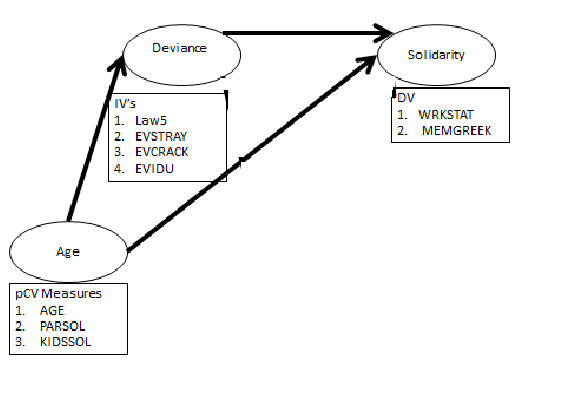 Deviance
Solidarity
IV's
1. Law5
2. EVSTRAY
3. EVCRACK
4. EVIDU
DV
1. WRKSTAT
2. MEMGREEK
Age
pCV Measures
1. AGE
2. PARSOL
3. KIDSSOL